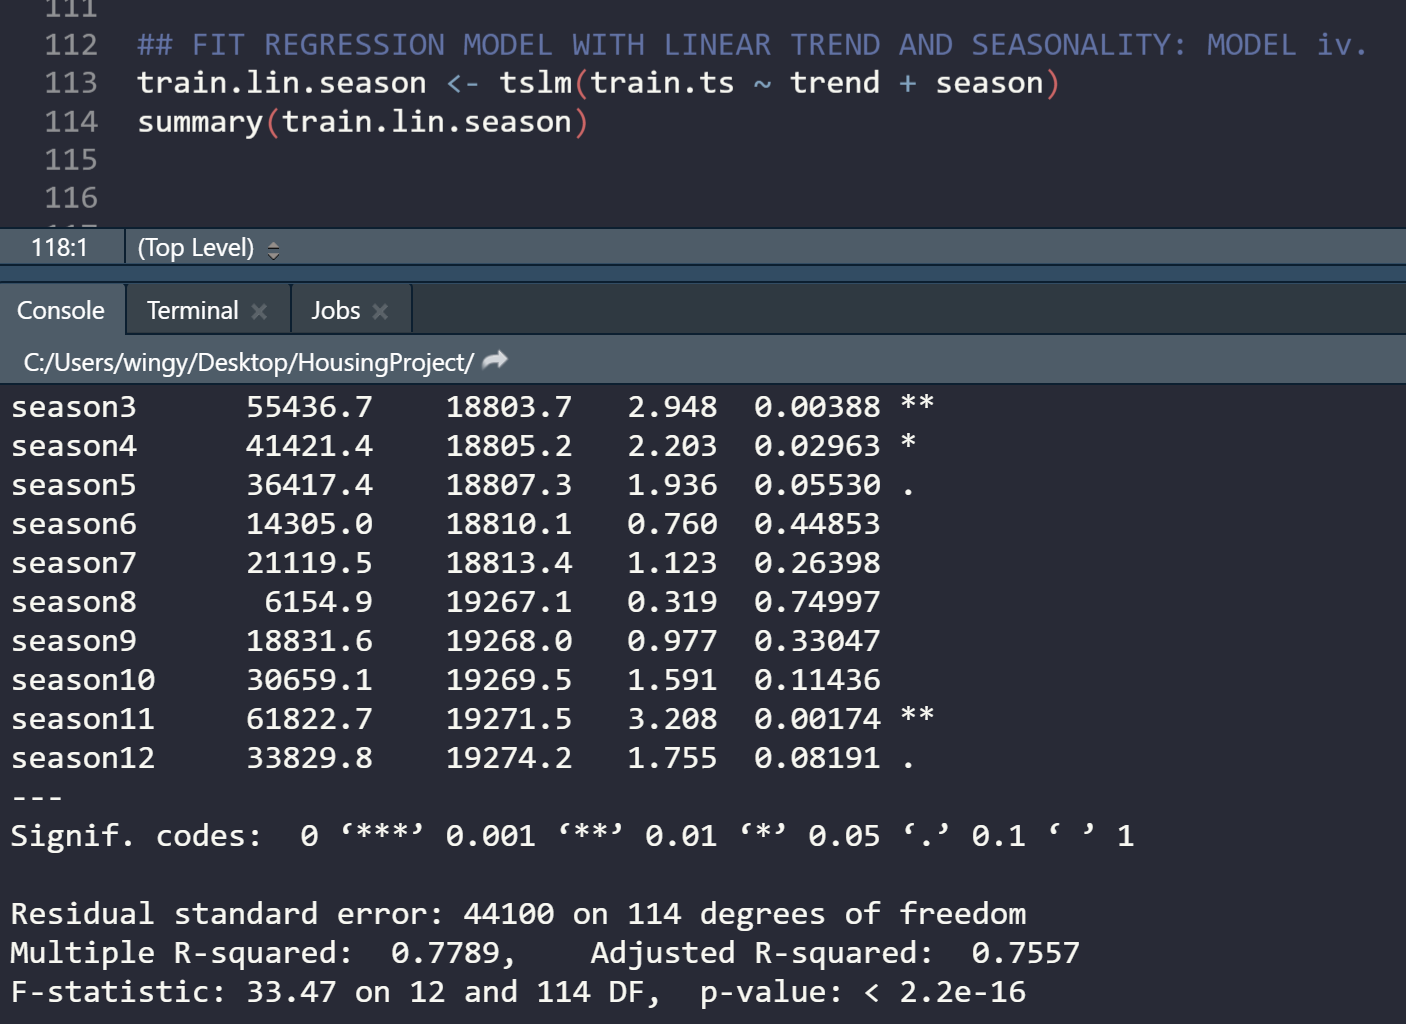 111
112 ## FIT REGRESSION MODEL WITH LINEAR TREND AND SEASONALITY: MODEL iv.
113 train.lin.season <- tslm(train.ts ~ trend + season)
114 summary(train.lin.season)
115
116
118:1 (Top Level)
Console Terminal Jobs
C:/Users/wingy/Desktop/HousingProject/
season3 55436.7 18803.7 2.948 0.00388 **
season4 41421.4 18805.2 2.203 0.02963 *
season5 36417.4 18807.3 1.936 0.05530 .
season6 14305.0 18810.1 0.760 0.44853
season7 21119.5 18813.4 1.123 0.26398
season8 6154.9 19267.1 0.319 0.74997
season9 18831.6 19268.0 0.977 0.33047
season10 30659.1 19269.5 1.591 0.11436
season11 61822.7 19271.5 3.208 0.00174 **
season12 33829.8 19274.2 1.755 0.08191 .
---
Signif. codes: 0 ‘***’ 0.001 ‘**’ 0.01 ‘*’ 0.05 ‘.’ 0.1 ‘ ’ 1
Residual standard error: 44100 on 114 degrees of freedom
Multiple R-squared: 0.7789, Adjusted R-squared: 0.7557
F-statistic: 33.47 on 12 and 114 DF, p-value: < 2.2e-16